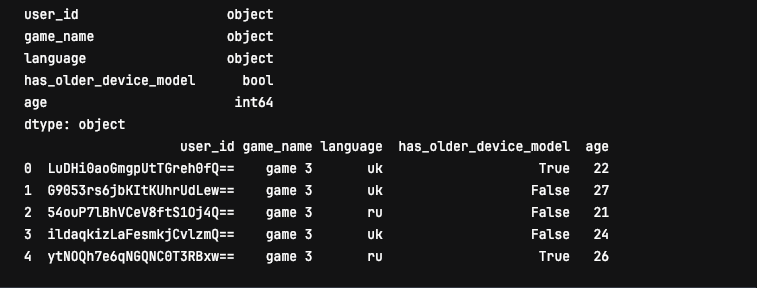 user_id object
game_name object
language object
has_older_device_model bool
age int64
dtype: object
user_id game_name language has_older_device_model age
0 LuDHi0aoGmgpUtTGreh0fQ== game 3 uk True 22
1 G9053rs6jbKItKUhrUdLew== game 3 uk False 27
2 54ouP7lBhVCeV8ftS1Oj4Q== game 3 ru False 21
3 ildaqkizLaFesmkjCvlzmQ== game 3 uk False 24
4 ytNOQh7e6qNGQNC0T3RBxw== game 3 ru True 26